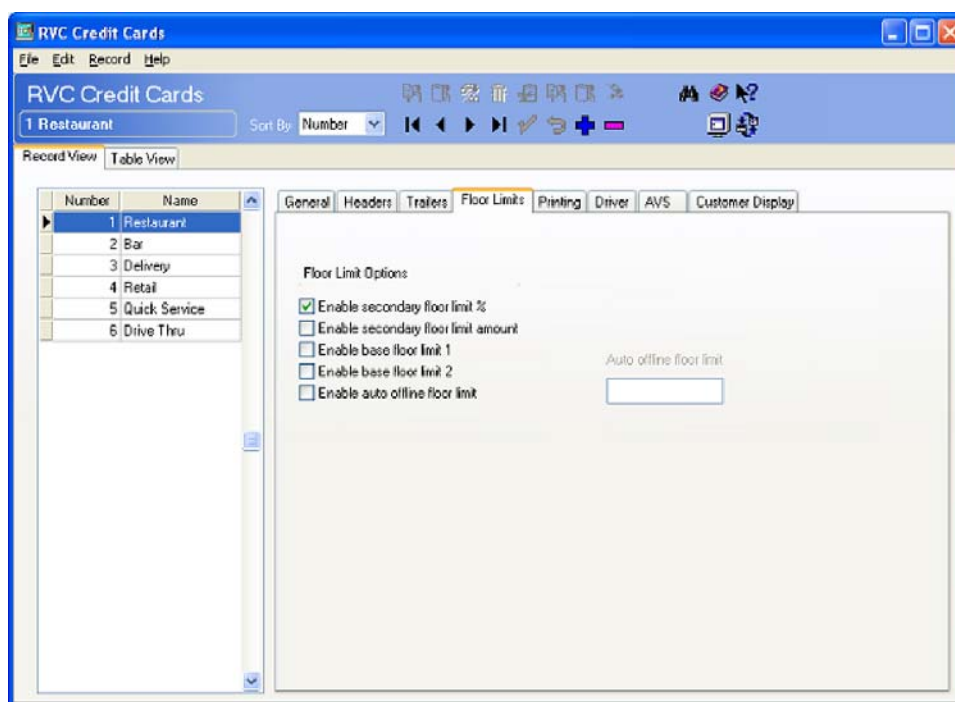 RVC Credit Cards
File Edit Record Help
RVC Credit Cards
1 Restaurant
Sort By Number
Record View Table View
Number Name
1 Restaurant
2 Bar
3 Delivery
4 Retail
5 Quick Service
6 Drive Thru
General Headers Trailers Floor Limits Printing Driver AVS Customer Display
Floor Limit Options
Enable secondary floor limit %
Enable secondary floor limit amount
Enable base floor limit 1
Enable base floor limit 2
Enable auto offline floor limit
Auto offline floor limit